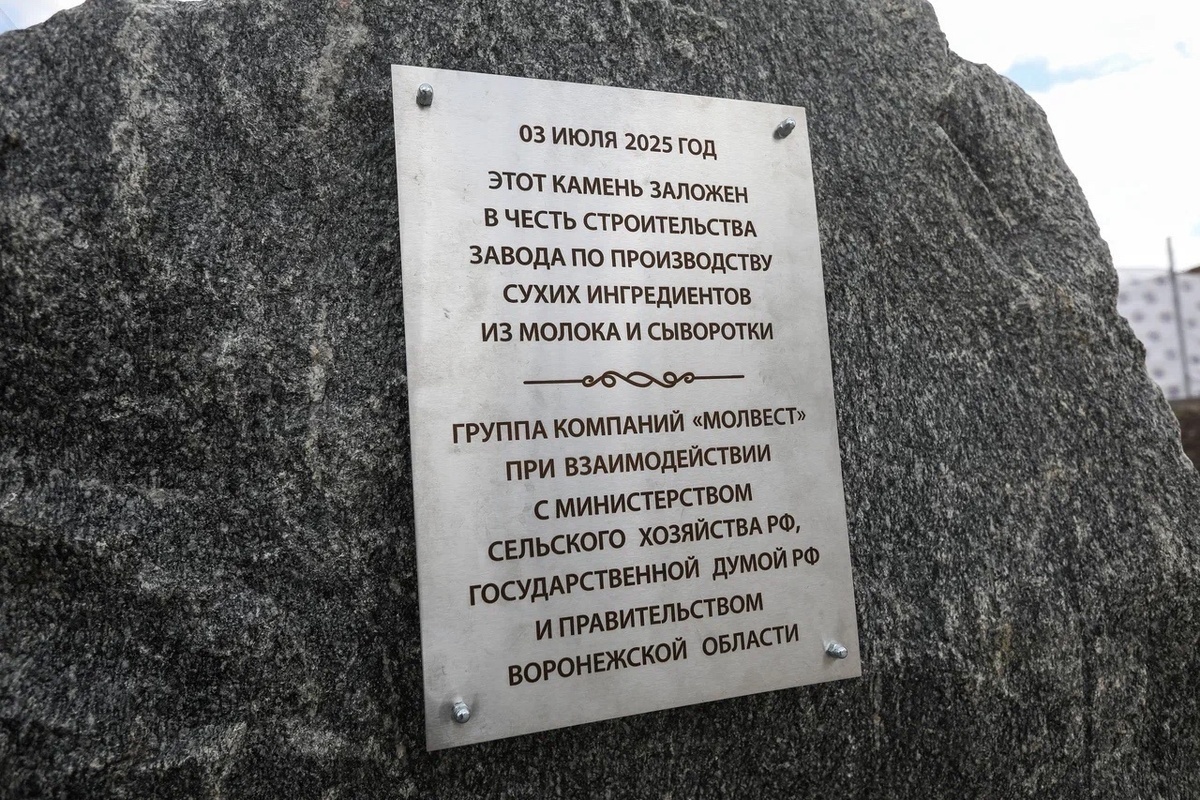 03 ИЮЛЯ 2025 ГОД
ЭТОТ КАМЕНЬ ЗАЛОЖЕН
В ЧЕСТЬ СТРОИТЕЛЬСТВА
ЗАВОДА ПО ПРОИЗВОДСТВУ
СУХИХ ИНГРЕДИЕНТОВ
ИЗ МОЛОКА И СЫВОРОТКИ
ГРУППА КОМПАНИЙ «МОЛВЕСТ»
ПРИ ВЗАИМОДЕЙСТВИИ
С МИНИСТЕРСТВОМ
СЕЛЬСКОГО ХОЗЯЙСТВА РФ,
ГОСУДАРСТВЕННОЙ ДУМОЙ РФ
И ПРАВИТЕЛЬСТВОМ
ВОРОНЕЖСКОЙ ОБЛАСТИ